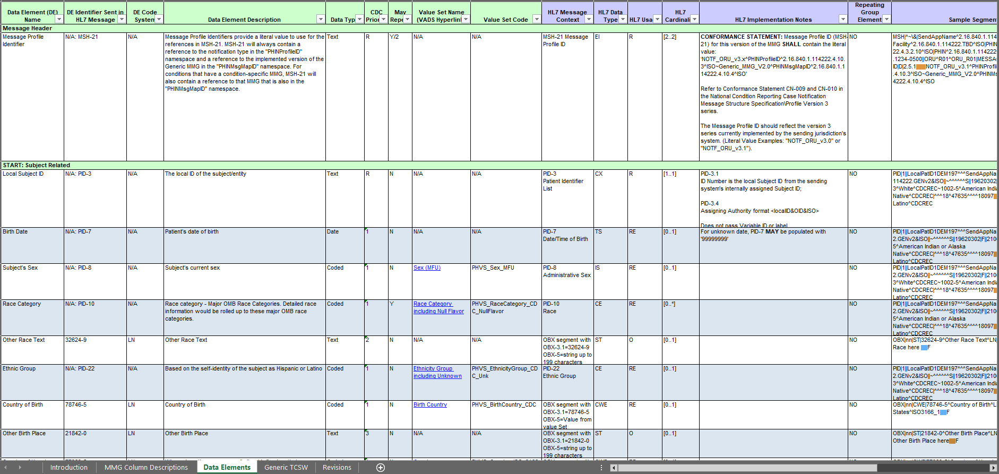 Data Element (DE) Name
DE Identifier Sent in HL7 Message
DE Code System
Data Element Description
Data Typ
CDC Prior
May Repe
Value Set Name (VADS Hyperlin
Value Set Code
HL7 Message Context
HL7 Data Type
HL7 Usa
HL7 Cardinali
HL7 Implementation Notes
Repeating Group Element
Sample Segment
Message Header
Message Profile
Identifier
N/A: MSH-21
N/A
Message Profile Identifiers provide a literal value to use for the
references in MSH-21. MSH-21 will always contain a
reference to the notification type in the "PHINProfileID"
namespace and a reference to the implemented version of the
Generic MMG in the "PHINMsgMapID" namespace. For
conditions that have a condition-specific MMG, MSH-21 will
also contain a reference to that MMG that is also in the
"PHINMsgMapID" namespace.
Text
R
Y/2
N/A
N/A
MSH-21 Message
Profile ID
EI
R
[2..2]
CONFORMANCE STATEMENT: Message Profile ID (MSH-
21) for this version of the MMG SHALL contain the literal
value:
'NOTF_ORU_v3.x^PHINProfileID^2.16.840.1.114222.4.10.
3^ISO~Generic_MMG_V2.0^PHINMsgMapID^2.16.840.1.1
14222.4.10.4^ISO'
Refer to Conformance Statement CN-009 and CN-010 in
the National Condition Reporting Case Notification
Message Structure Specification\Profile Version 3
series.
The Message Profile ID should reflect the version 3
series currently implemented by the sending jurisdiction's
system. (Literal Value Examples: "NOTF_ORU_v3.0" or
"NOTF_ORU_v3.1").
NO
MSH|^~\&|SendAppName^2.16.840.1.114
Facility^2.16.840.1.114222.TBD^ISO|PHIN
22.4.3.2.10^ISO|PHIN^2.16.840.1.114222
.1234-0500||ORU^R01^ORU_R01|MESSA
ID|D|2.5.1||||NOTF_ORU_v3.1^PHINProfil
.4.10.3^ISO~Generic_MMG_V2.0^PHINMs
4222.4.10.4^ISO
START: Subject Related
Local Subject ID
N/A: PID-3
N/A
The local ID of the subject/entity
Text
R
N
N/A
N/A
PID-3
Patient Identifier
List
CX
R
[1..1]
PID-3.1
ID Number is the local Subject ID from the sending
system's internally assigned Subject ID;
PID-3.4
Assigning Authority format <localID&OID&ISO>
Does not pass Variable ID or label
NO
PID|1||LocalPatID1DEM197^^^SendAppNa
114222.GENv2&ISO||~^^^^^^S||19620302|
3^White^CDCREC~1002-5^American India
Native^CDCREC|^^^18^47635^^^^18097
Latino^CDCREC
Birth Date
N/A: PID-7
N/A
Patient's date of birth
Date
1
N
N/A
N/A
PID-7
Date/Time of Birth
TS
RE
[0..1]
For unknown date, PID-7 MAY be populated with
'99999999'
NO
PID|1||LocalPatID1DEM197^^^SendAppNa
2.GENv2&ISO||~^^^^^^S||19620302|F||210
5^American Indian or Alaska
Native^CDCREC|^^^18^47635^^^^18097
Latino^CDCREC
Subject's Sex
N/A: PID-8
N/A
Subject's current sex
Coded
1
N
Sex (MFU)
PHVS_Sex_MFU
PID-8
Administrative Sex
IS
RE
[0..1]
NO
PID|1||LocalPatID1DEM197^^^SendAppNa
2.GENv2&ISO||~^^^^^^S||19620302|F||210
3^White^CDCREC~1002-5^American India
Native^CDCREC|^^^18^47635^^^^18097
Latino^CDCREC
Race Category
N/A: PID-10
N/A
Race category - Major OMB Race Categories. Detailed race
information would be rolled up to these major OMB race
categories.
Coded
1
Y
Race Category
including Null Flavor
PHVS_RaceCategory_CD
C_NullFlavor
PID-10
Race
CE
RE
[0..*]
NO
PID|1||LocalPatID1DEM197^^^SendAppNa
2.GENv2&ISO||~^^^^^^S||19620302|F||210
5^American Indian or Alaska
Native^CDCREC|^^^18^47635^^^^18097
Latino^CDCREC
Other Race Text
32624-9
LN
Other Race Text
Text
2
N
N/A
N/A
OBX segment with
OBX-3.1=32624-9
OBX-5=string up to
199 characters
ST
O
[0..1]
NO
OBX|nn|ST|32624-9^Other Race Text^LN|
Race here ||||||F
Ethnic Group
N/A: PID-22
N/A
Based on the self-identity of the subject as Hispanic or Latino
Coded
1
N
Ethnicity Group
including Unknown
PHVS_EthnicityGroup_CD
C_Unk
PID-22
Ethnic Group
CE
RE
[0..1]
NO
PID|1||LocalPatID1DEM197^^^SendAppNa
2.GENv2&ISO||~^^^^^^S||19620302|F||210
3^White^CDCREC~1002-5^American India
Native^CDCREC|^^^18^47635^^^^18097
Latino^CDCREC
Country of Birth
78746-5
LN
Country of Birth
Coded
1
N
Birth Country
PHVS_BirthCountry_CDC
OBX segment with
OBX-3.1=78746-5
OBX-5=Value from
value Set
CWE
RE
[0..1]
NO
OBX|nn|CWE|78746-5^Country of Birth^L
States^ISO3166_1||||||F
Other Birth Place
21842-0
LN
Other Birth Place
Text
3
N
N/A
N/A
OBX segment with
OBX-3.1=21842-0
OBX-5=string up to
199 characters
ST
O
[0..1]
NO
OBX|nn|ST|21842-0^Other Birth Place^LN
Other Birth Place here||||||F
Introduction
MMG Column Descriptions
Data Elements
Generic TCSW
Revisions